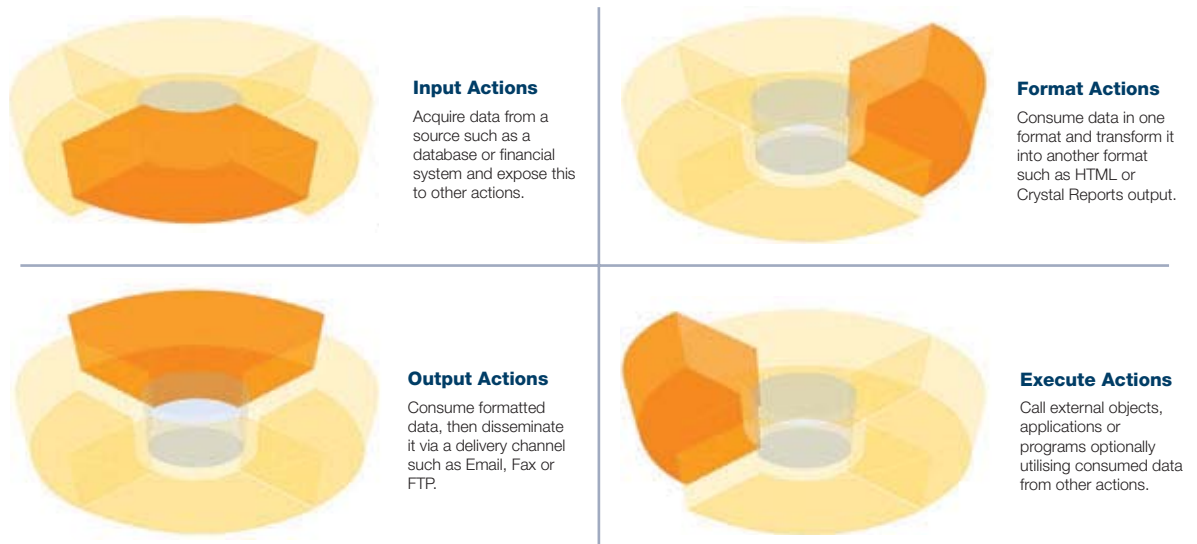 Input Actions
Acquire data from a
source such as a
database or financial
system and expose this
to other actions.
Format Actions
Consume data in one
format and transform it
into another format
such as HTML or
Crystal Reports output.
Output Actions
Consume formatted
data, then disseminate
it via a delivery channel
such as Email, Fax or
FTP.
Execute Actions
Call external objects,
applications or
programs optionally
utilising consumed data
from other actions.